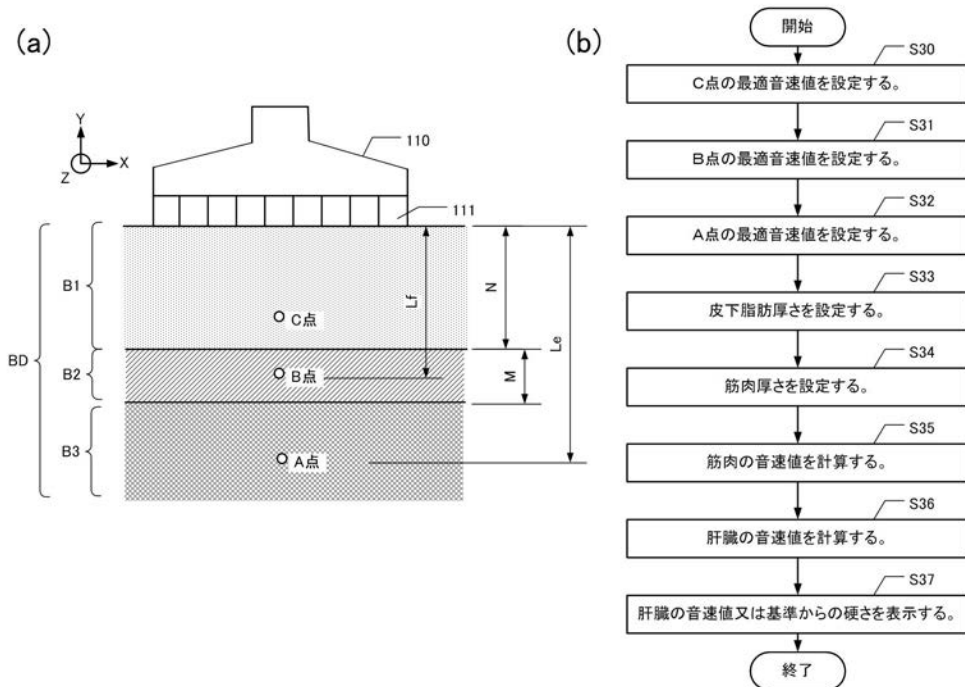 (a)
Y
X
Z
110
111
BD
B1
B2
B3
C点
B点
A点
Lf
N
M
Le
(b)
開始
S30
C点の最適音速値を設定する。
S31
B点の最適音速値を設定する。
S32
A点の最適音速値を設定する。
S33
皮下脂肪厚さを設定する。
S34
筋肉厚さを設定する。
S35
筋肉の音速値を計算する。
S36
肝臓の音速値を計算する。
S37
肝臓の音速値又は基準からの硬さを表示する。
終了